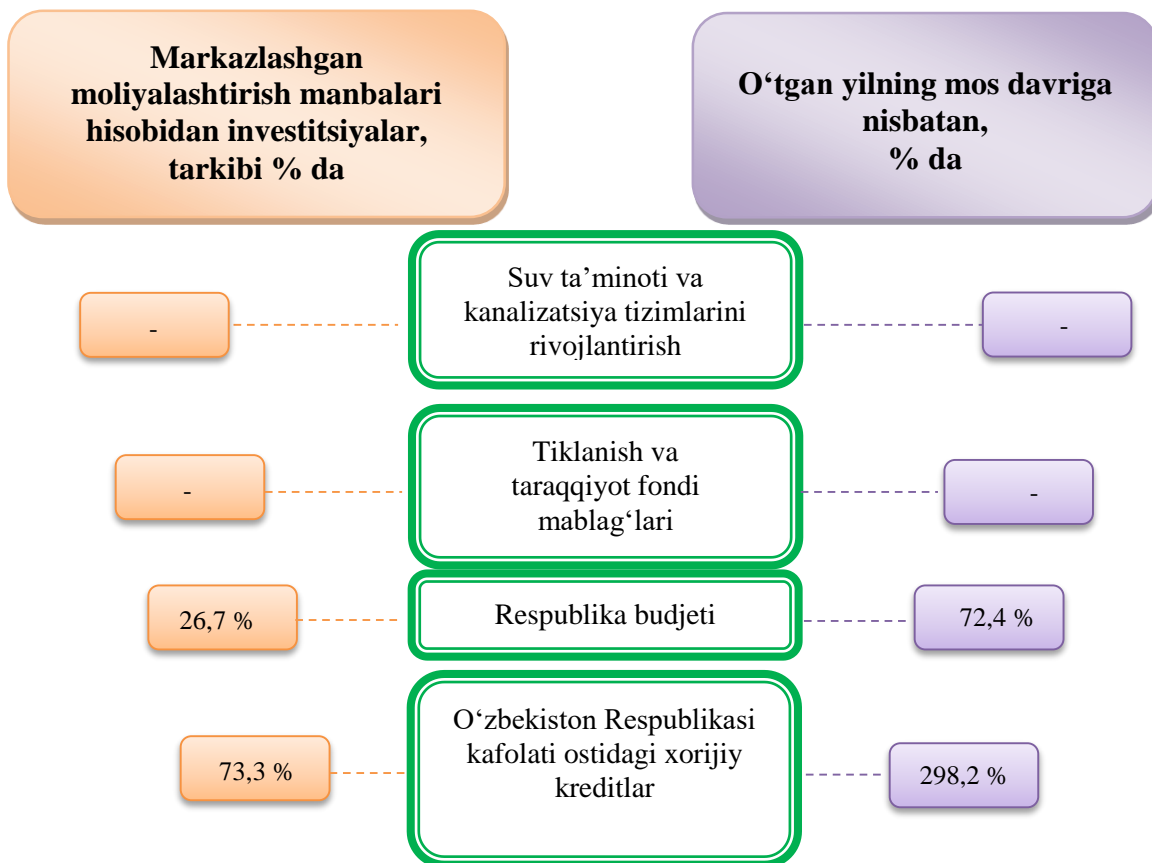 Markazlashgan
moliyalashtirish manbalari
hisobidan investitsiyalar,
tarkibi % da
O‘tgan yilning mos davriga
nisbatan,
% da
Suv ta’minoti va
kanalizatsiya tizimlarini
rivojlantirish
-
-
Tiklanish va
taraqqiyot fondi
mablag‘lari
-
-
26,7 %
Respublika budjeti
72,4 %
O‘zbekiston Respublikasi
kafolati ostidagi xorijiy
kreditlar
73,3 %
298,2 %